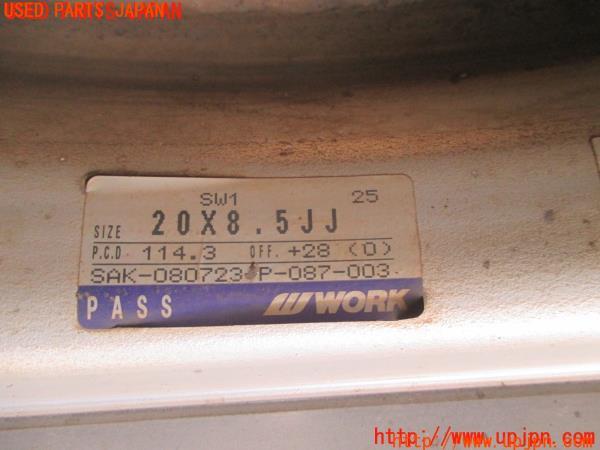 USED PARTS JAPAN
SW1 25
SIZE 20X8.5JJ
P.C.D 114.3 OFF. +28 (0)
SAK-080723-P-087-003
PASS WORK
http://www.upjpn.com